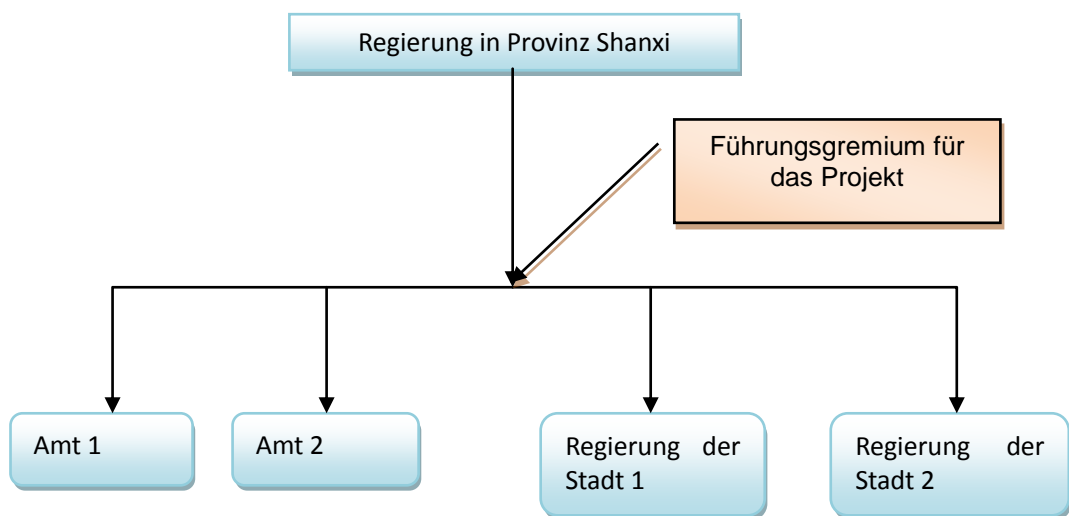 Regierung in Provinz Shanxi
Führungsgremium für
das Projekt
Amt 1
Amt 2
Regierung der
Stadt 1
Regierung der
Stadt 2